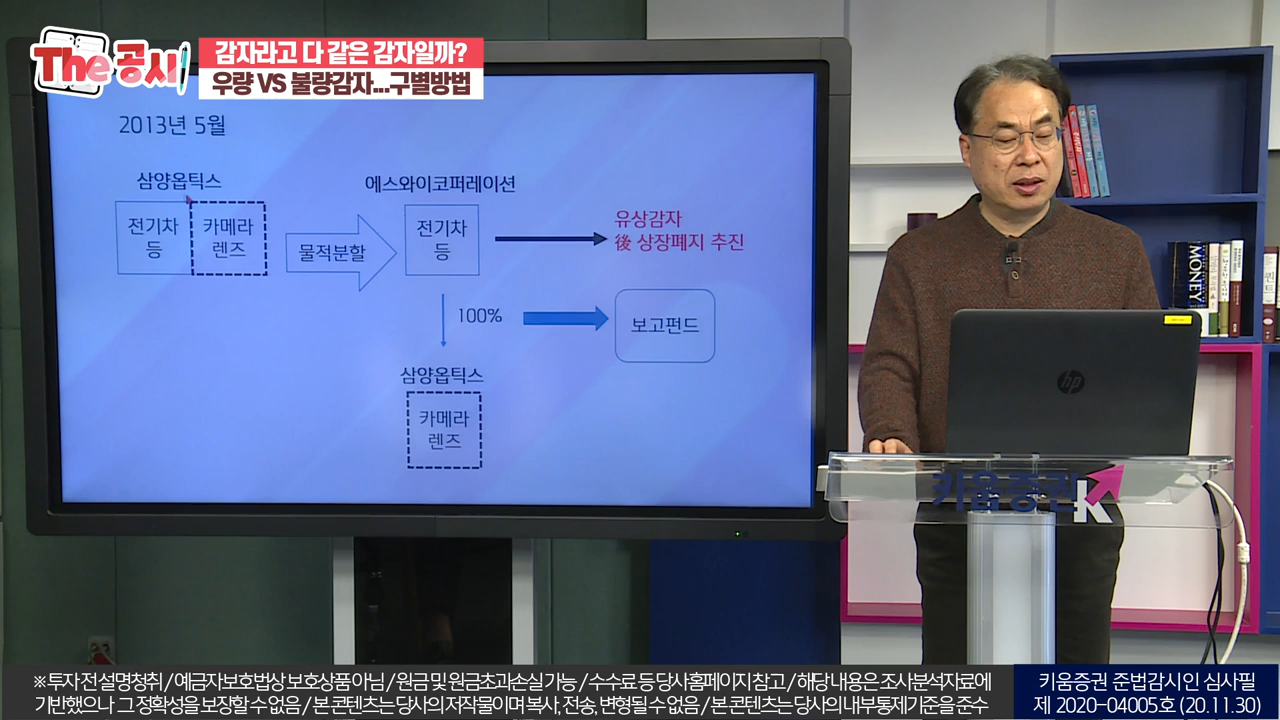 The 공시
감자라고 다 같은 감자일까?
우량 VS 불량감자...구별방법
2013년 5월
삼양옵틱스
전기차
등
카메라
렌즈
물적분할
에스와이코퍼레이션
전기차
등
유상감자
後 상장폐지 추진
100%
보고펀드
삼양옵틱스
카메라
렌즈
MONEY
퀀트
hp
키움증권
K
※ 투자 전 설명청취 / 예금자보호법상 보호상품 아님 / 원금 및 원금초과손실 가능 / 수수료 등 당사홈페이지 참고 / 해당 내용은 조사분석자료에
기반했으나 그 정확성을 보장할 수 없음 / 본 콘텐츠는 당사의 저작물이며 복사, 전송, 변형될 수 없음 / 본 콘텐츠는 당사의 내부통제기준을 준수
키움증권 준법감시인 심사필
제 2020-04005호 (20.11.30)